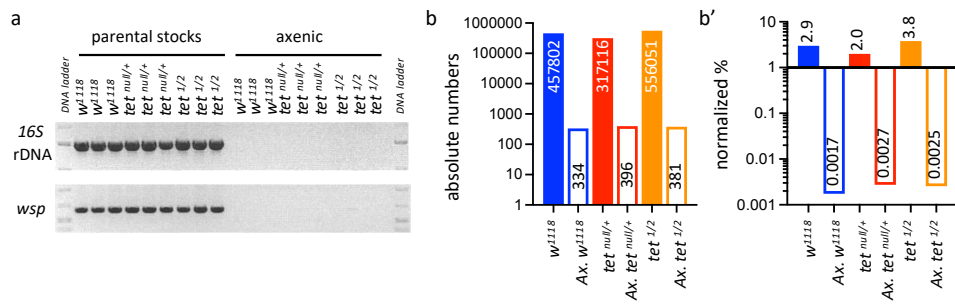 a
parental stocks
axenic
DNA ladder
w1118
w1118
w1118
tet null/+
tet null/+
tet null/+
tet 1/2
tet 1/2
tet 1/2
w1118
w1118
w1118
tet null/+
tet null/+
tet null/+
tet 1/2
tet 1/2
tet 1/2
DNA ladder
16S
rDNA
wsp
b
absolute numbers
1000000
100000
10000
1000
100
10
1
457802
334
317116
396
556051
381
w1118
Ax. w1118
tet null/+
Ax. tet null/+
tet 1/2
Ax. tet 1/2
b’
normalized %
10
1
0.1
0.01
0.001
2.9
0.0017
2.0
0.0027
3.8
0.0025
w1118
Ax. w1118
tet null/+
Ax. tet null/+
tet 1/2
Ax. tet 1/2